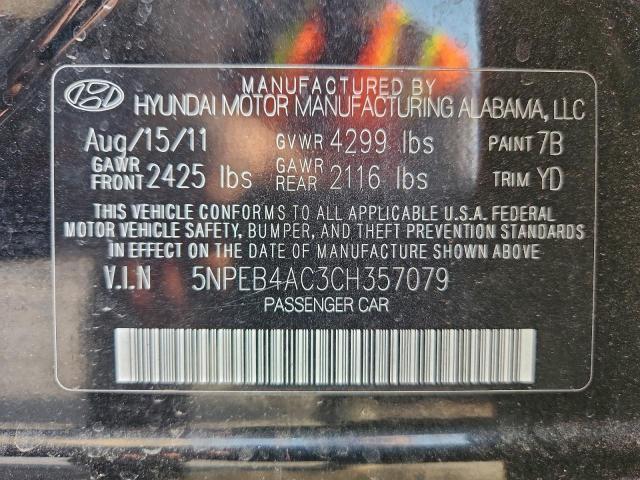 MANUFACTURED BY
HYUNDAI MOTOR MANUFACTURING ALABAMA, LLC
Aug/15/11 GVWR 4299 lbs PAINT 7B
GAWR FRONT 2425 lbs GAWR REAR 2116 lbs TRIM YD
THIS VEHICLE CONFORMS TO ALL APPLICABLE U.S.A. FEDERAL
MOTOR VEHICLE SAFETY, BUMPER, AND THEFT PREVENTION STANDARDS
IN EFFECT ON THE DATE OF MANUFACTURE SHOWN ABOVE
V.I.N 5NPEB4AC3CH357079
PASSENGER CAR